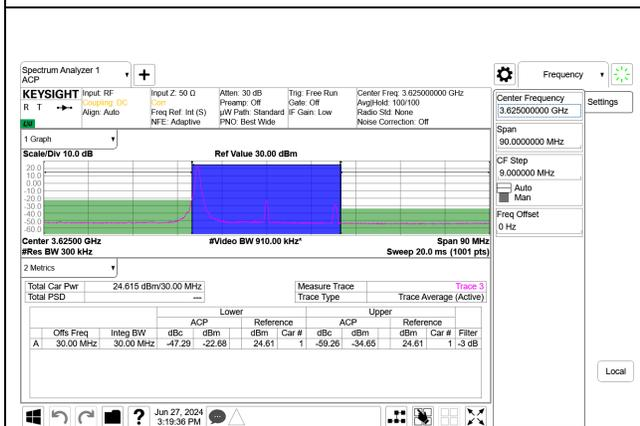 Spectrum Analyzer 1
ACP
Frequency
KEYSIGHT
R T
LXI
Input: RF
Coupling: DC
Align: Auto
Input Z: 50 Ω
Corr
Freq Ref: Int (S)
NFE: Adaptive
Atten: 30 dB
Preamp: Off
µW Path: Standard
PNO: Best Wide
Trig: Free Run
Gate: Off
IF Gain: Low
Center Freq: 3.625000000 GHz
Avg|Hold: 100/100
Radio Std: None
Noise Correction: Off
Center Frequency
3.625000000 GHz
Settings
Span
90.0000000 MHz
CF Step
9.000000 MHz
Auto
Man
Freq Offset
0 Hz
Local
1 Graph
Scale/Div 10.0 dB
Ref Value 30.00 dBm
20.0
10.0
0.00
-10.0
-20.0
-30.0
-40.0
-50.0
-60.0
Center 3.62500 GHz
#Video BW 910.00 kHz*
Span 90 MHz
#Res BW 300 kHz
Sweep 20.0 ms (1001 pts)
2 Metrics
Total Car Pwr 24.615 dBm/30.00 MHz Measure Trace Trace 3
Total PSD --- Trace Type Trace Average (Active)
Lower Upper
ACP Reference ACP Reference
Offs Freq Integ BW dBc dBm dBm Car # dBc dBm dBm Car # Filter
A 30.00 MHz 30.00 MHz -47.29 -22.68 24.61 1 -59.26 -34.65 24.61 1 -3 dB
?
Jun 27, 2024
3:19:36 PM